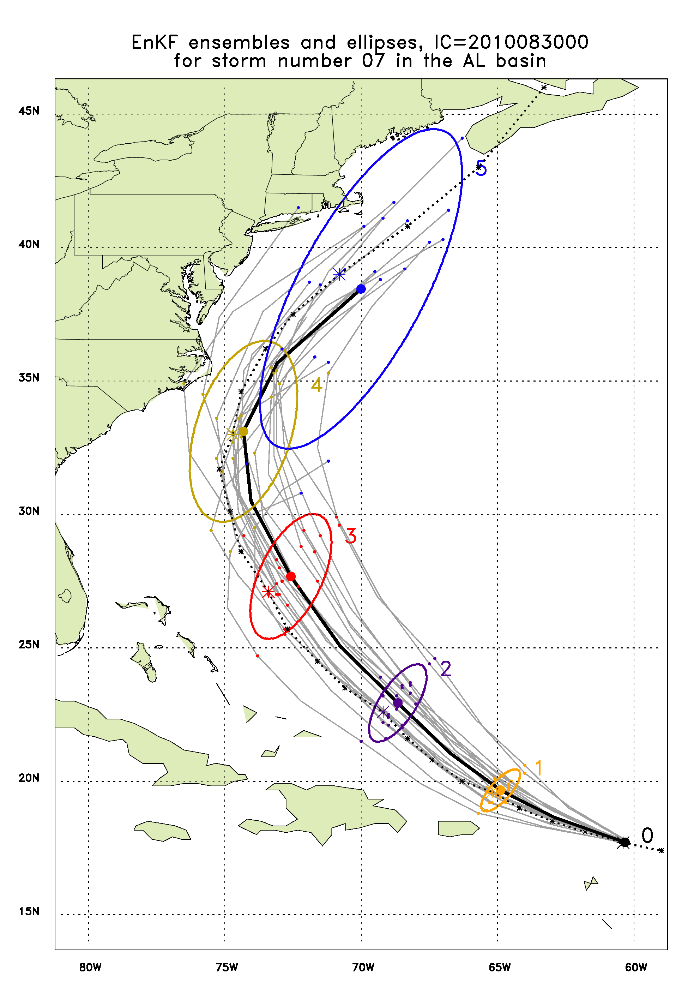 EnKF ensembles and ellipses, IC=2010083000
for storm number 07 in the AL basin
45N
5
40N
35N
4
30N
3
25N
2
1
20N
0
15N
80W 75W 70W 65W 60W